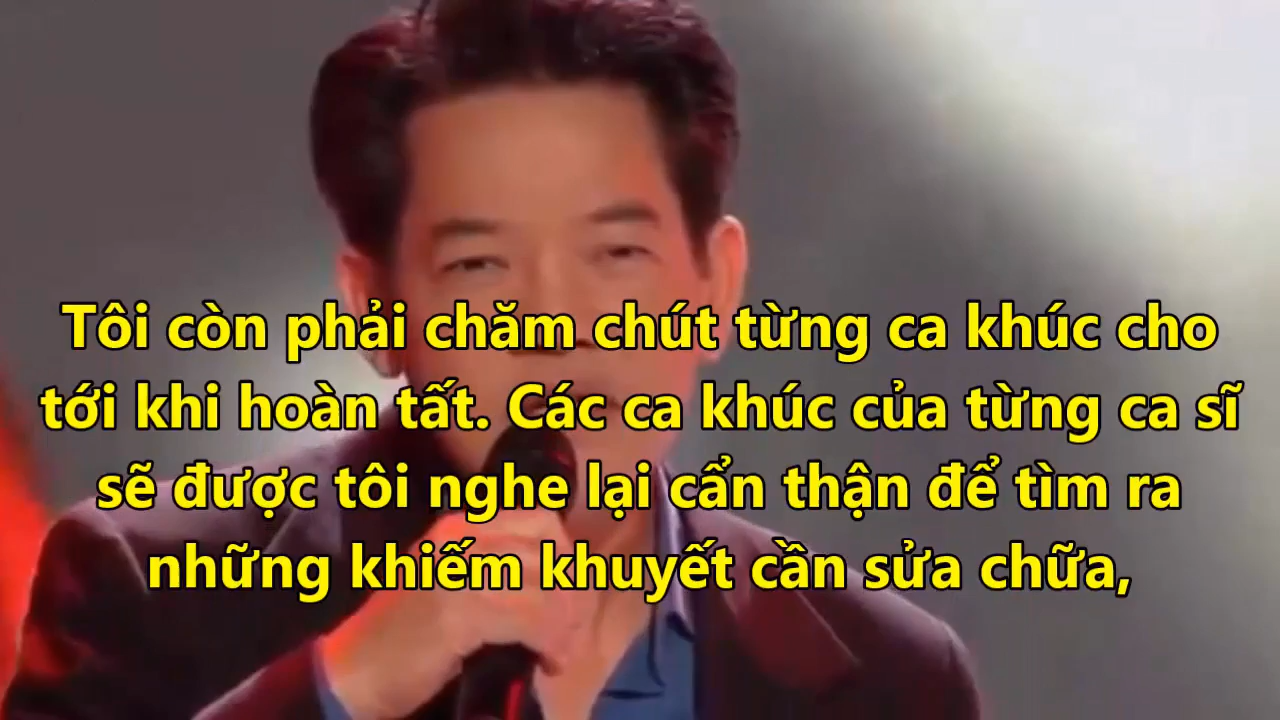 Tôi còn phải chăm chút từng ca khúc cho
tới khi hoàn tất. Các ca khúc của từng ca sĩ
sẽ được tôi nghe lại cẩn thận để tìm ra
những khiếm khuyết cần sửa chữa,